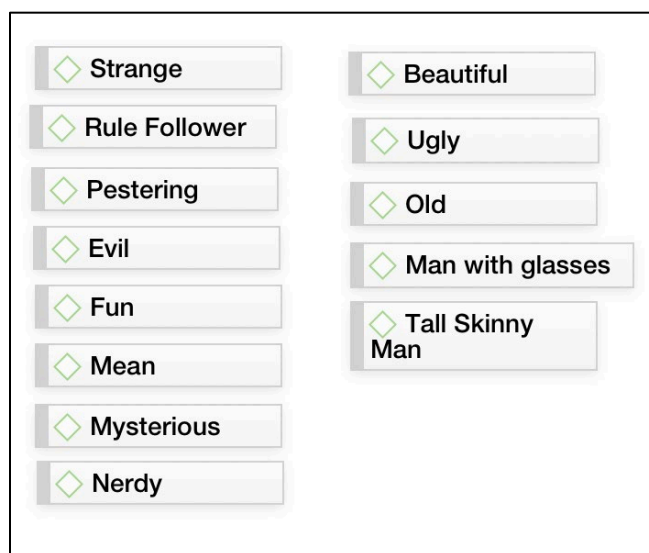 Strange
Rule Follower
Pestering
Evil
Fun
Mean
Mysterious
Nerdy
Beautiful
Ugly
Old
Man with glasses
Tall Skinny
Man